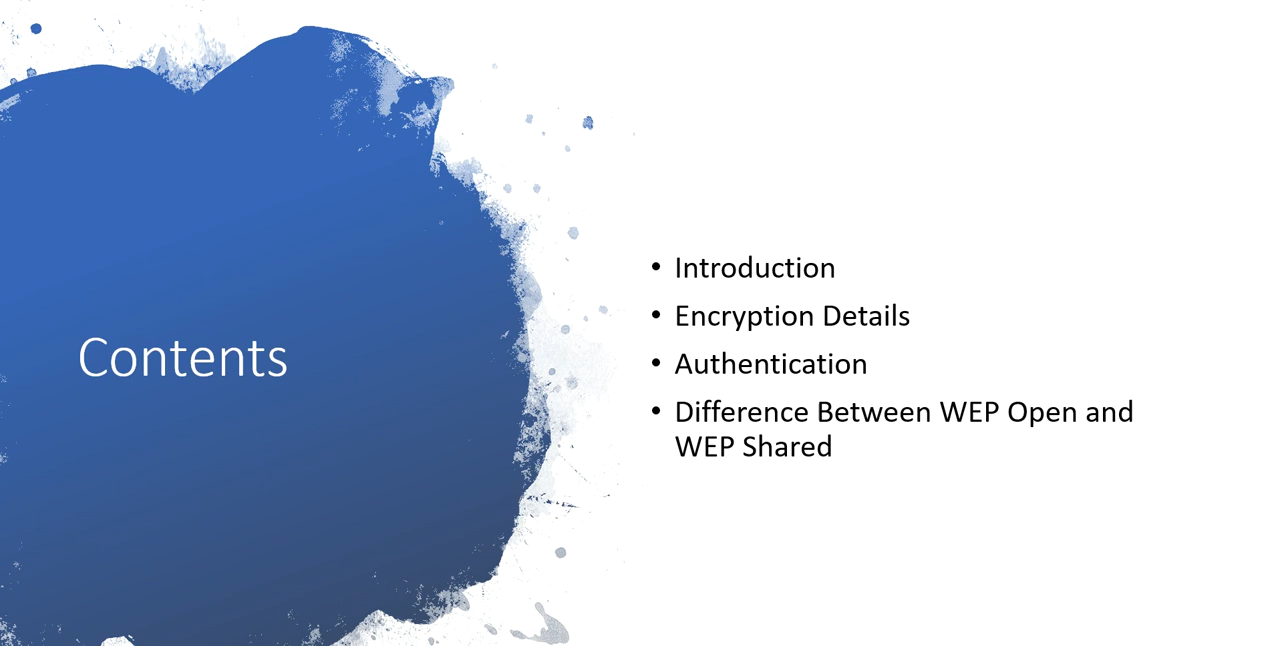 Contents
• Introduction
• Encryption Details
• Authentication
• Difference Between WEP Open and
WEP Shared